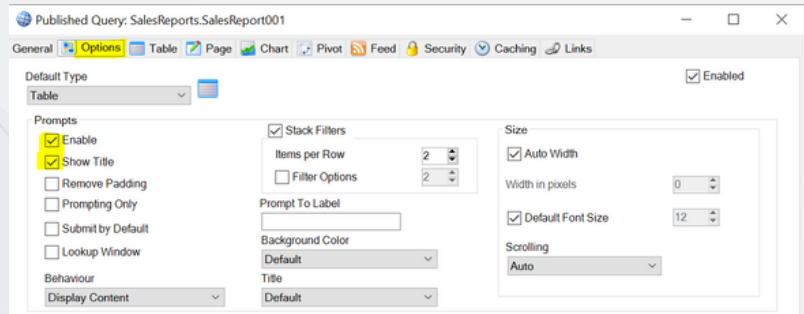 Published Query: SalesReports.SalesReport001
General Options Table Page Chart Pivot Feed Security Caching Links
Default Type
Enabled
Table
Prompts
Enable
Show Title
Remove Padding
Prompting Only
Submit by Default
Lookup Window
Behaviour
Display Content
Stack Filters
Items per Row 2
Filter Options 2
Prompt To Label
Background Color
Default
Title
Default
Size
Auto Width
Width in pixels 0
Default Font Size 12
Scrolling
Auto